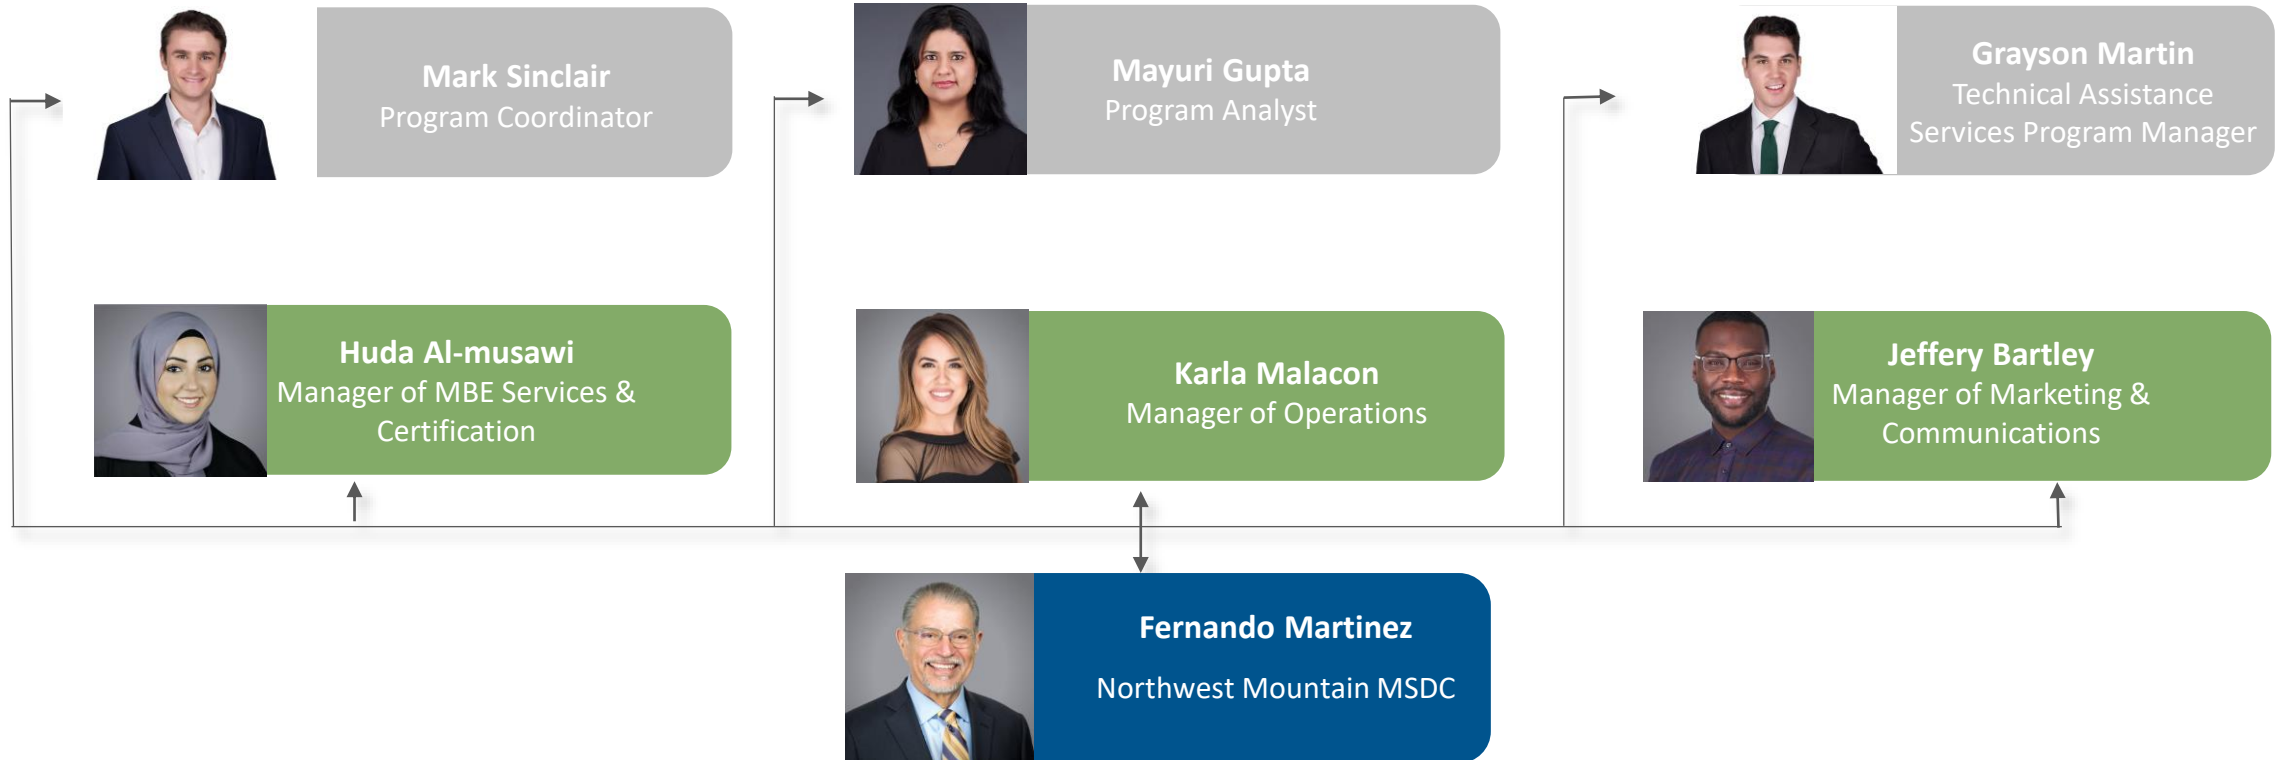 Mark Sinclair
Program Coordinator
Mayuri Gupta
Program Analyst
Grayson Martin
Technical Assistance
Services Program Manager
Huda Al-musawi
Manager of MBE Services &
Certification
Karla Malacon
Manager of Operations
Jeffery Bartley
Manager of Marketing &
Communications
Fernando Martinez
Northwest Mountain MSDC